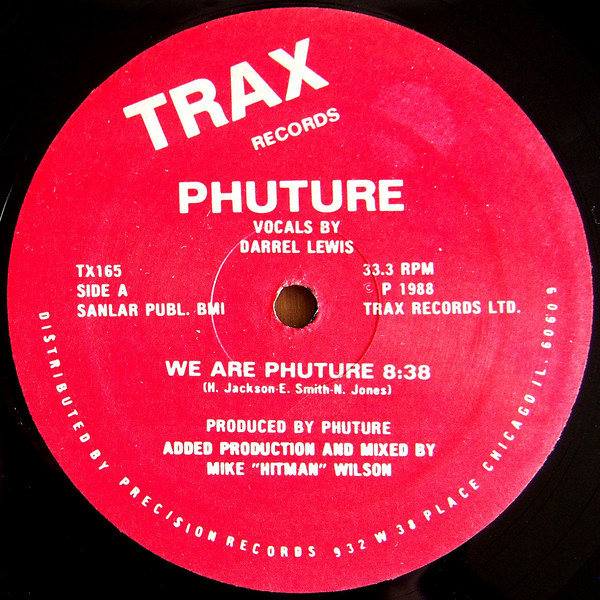 TRAX
RECORDS
PHUTURE
VOCALS BY
DARREL LEWIS
TX165
SIDE A
SANLAR PUBL. BMI
33.3 RPM
℗ P 1988
TRAX RECORDS LTD.
WE ARE PHUTURE 8:38
(H. Jackson-E. Smith-N. Jones)
PRODUCED BY PHUTURE
ADDED PRODUCTION AND MIXED BY
MIKE "HITMAN" WILSON
DISTRIBUTED BY PRECISION RECORDS 932 W 38 PLACE CHICAGO IL. 60609